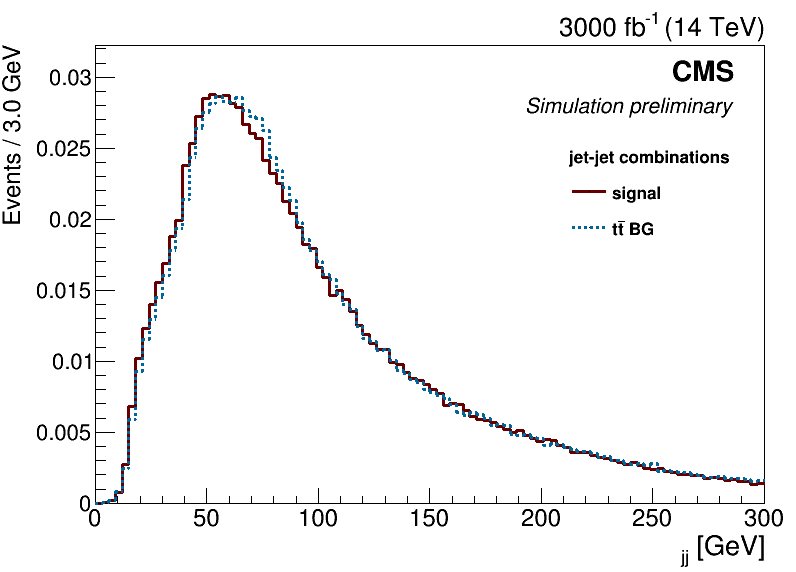 3000 fb⁻¹ (14 TeV)
CMS
Simulation preliminary
jet-jet combinations
signal
tt̄ BG
Events / 3.0 GeV
0.03
0.025
0.02
0.015
0.01
0.005
0
0 50 100 150 200 250 300
jj [GeV]